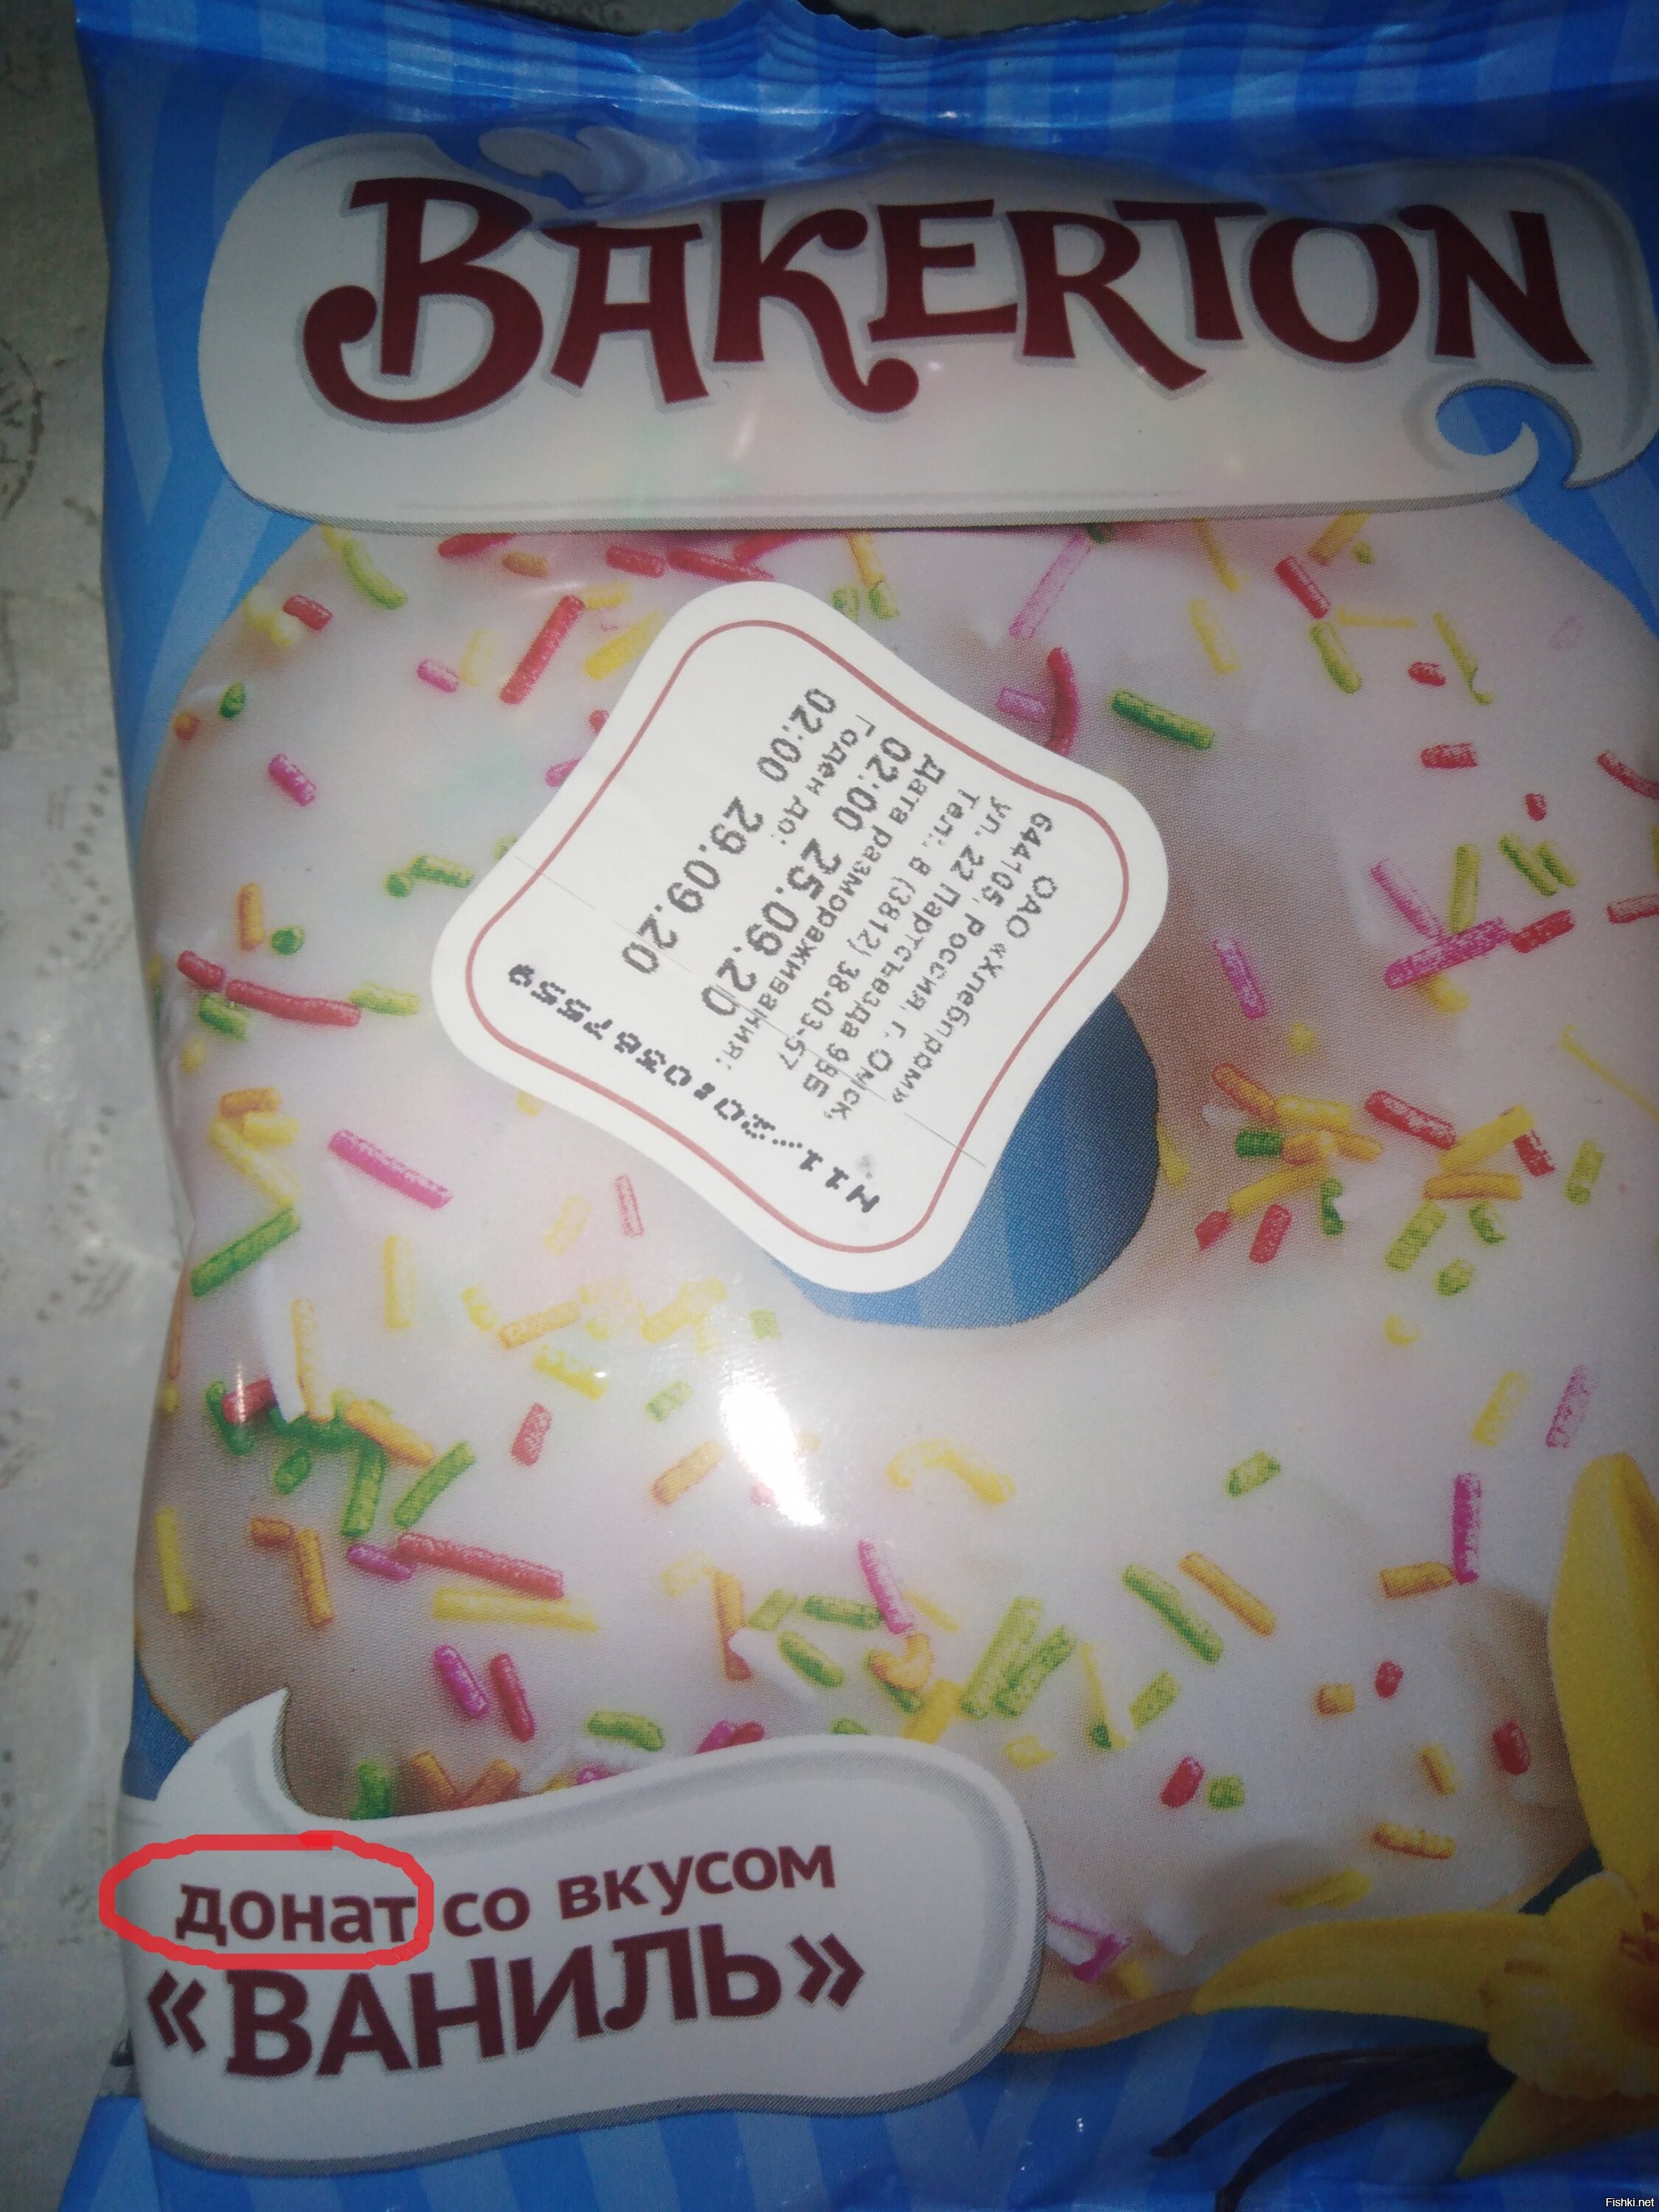 BAKERTON
ОАО «Хлебпром»
644105, Россия, г. Омск,
ул. 22 Партсъезда 98Б
Тел.: 8 (3812) 38-03-57
Дата размораживания:
02:00 25.09.20
Годен до:
02:00 29.09.20
донат со вкусом
«ВАНИЛЬ»
Fishki.net